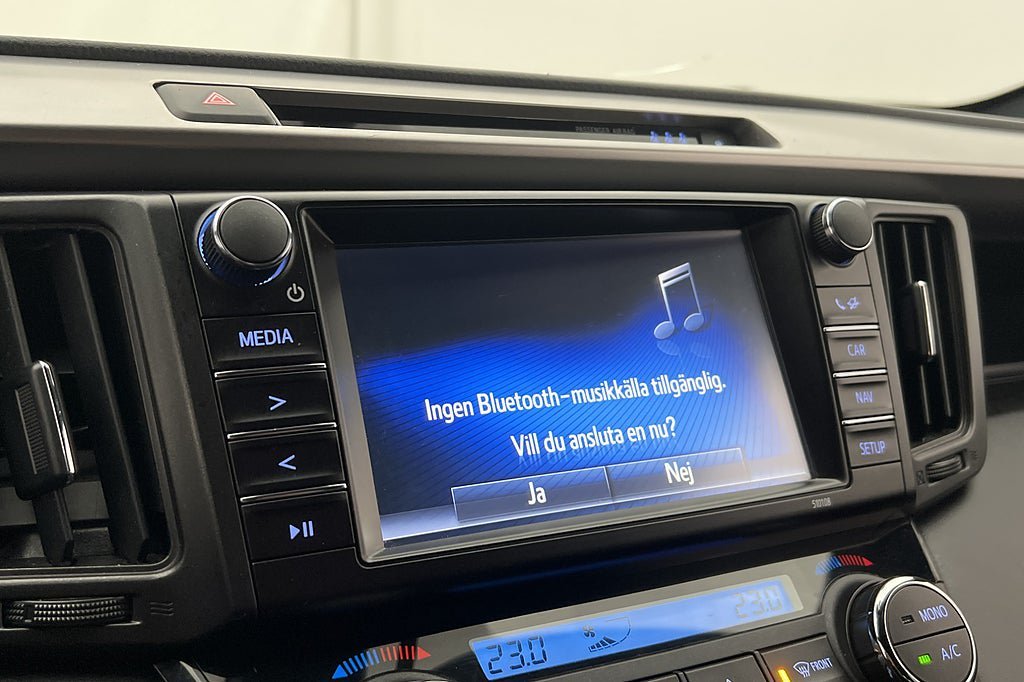 PASSENGER AIRBAG
MEDIA
>
<
Ingen Bluetooth-musikkälla tillgänglig.
Vill du ansluta en nu?
Ja
Nej
CAR
NAV
SETUP
510108
23.0
23.0
FRONT
MONO
A/C